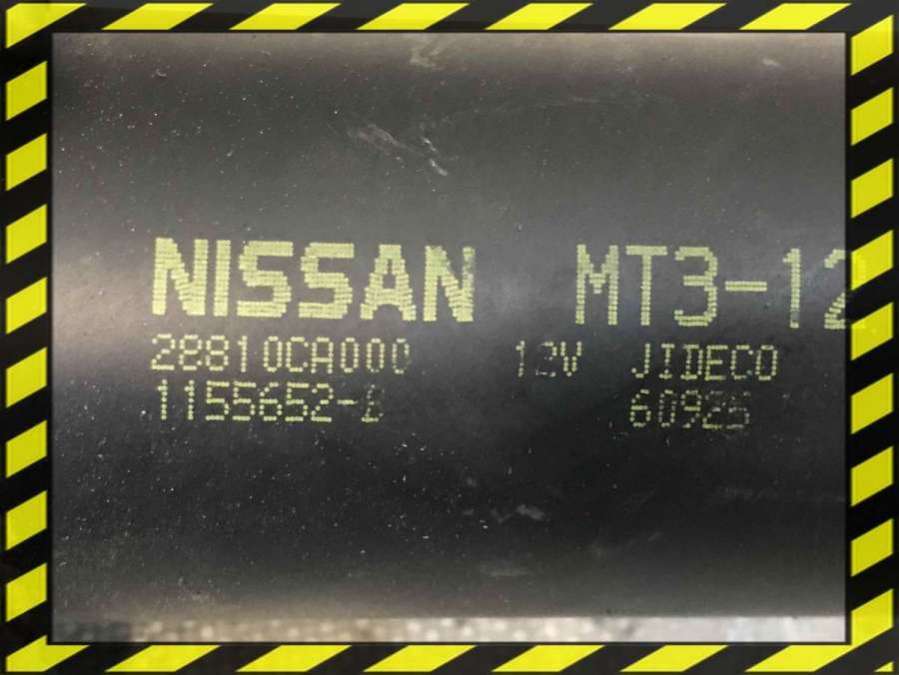 NISSAN MT3-12
28810CA000 12V JIDECO
1155652-B 60925